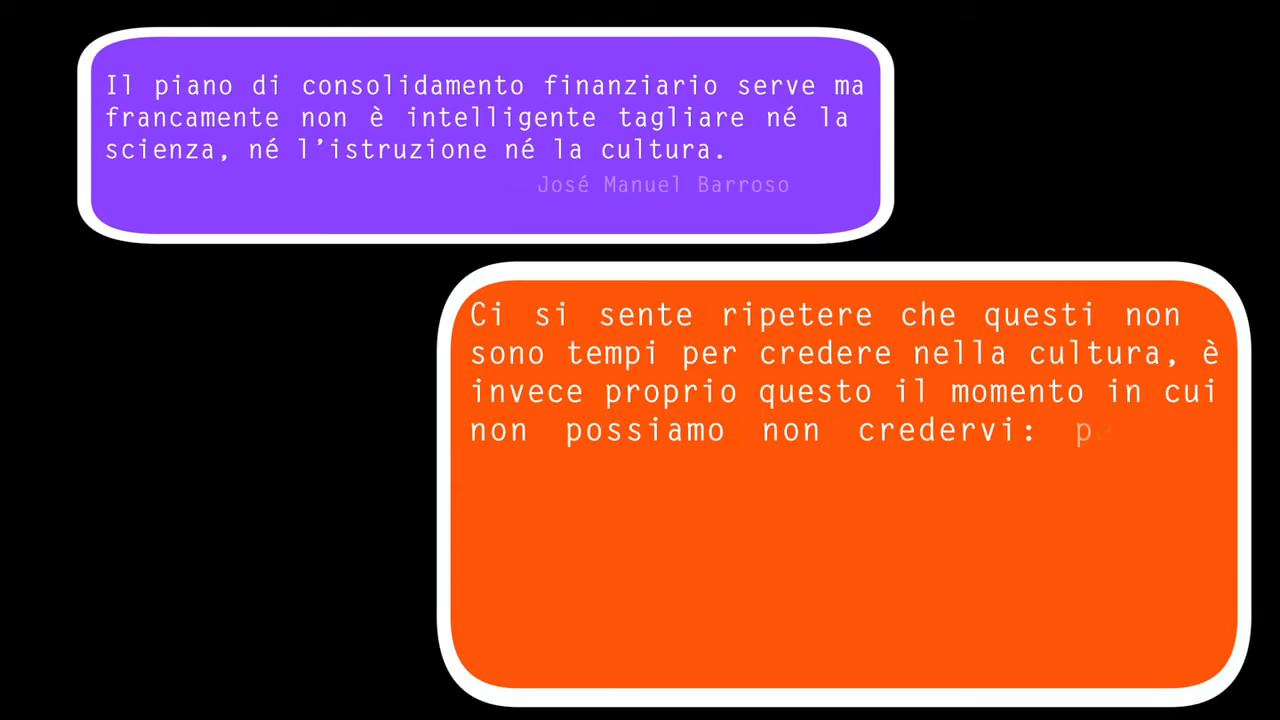 Il piano di consolidamento finanziario serve ma
francamente non è intelligente tagliare né la
scienza, né l’istruzione né la cultura.
José Manuel Barroso
Ci si sente ripetere che questi non
sono tempi per credere nella cultura, è
invece proprio questo il momento in cui
non possiamo non credervi: